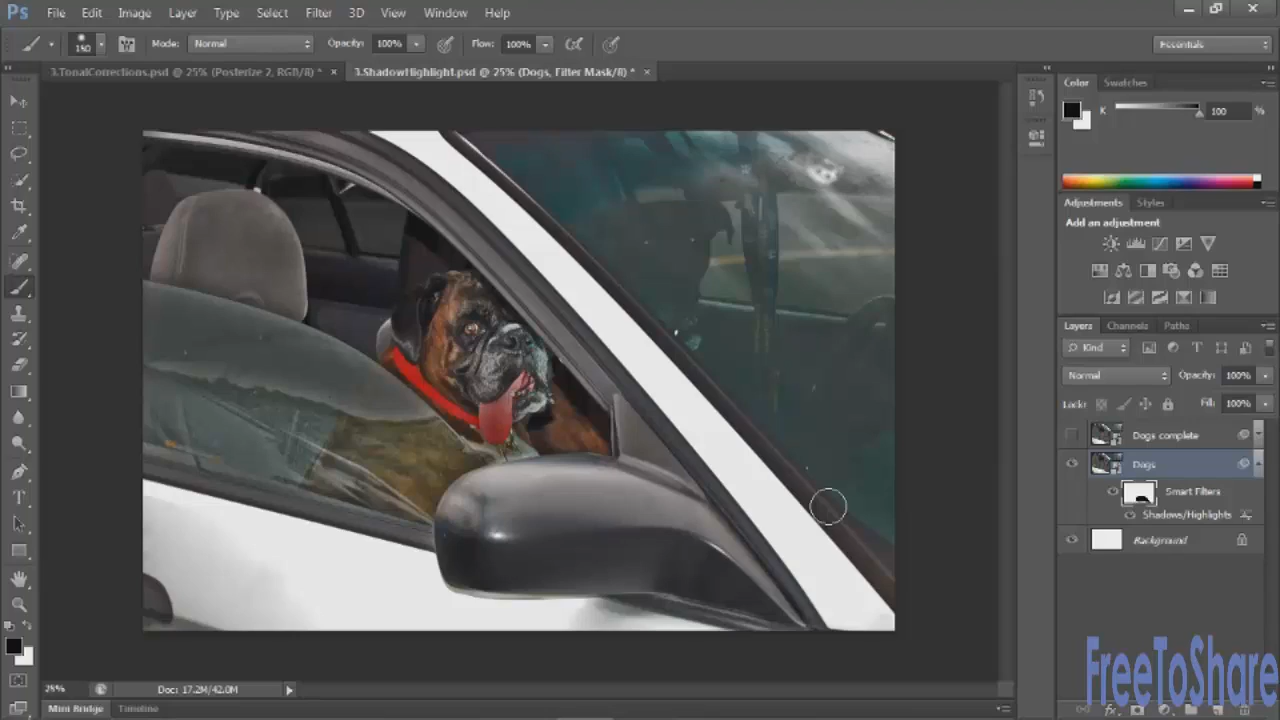 Ps File Edit Image Layer Type Select Filter 3D View Window Help
150 Mode: Normal Opacity: 100% Flow: 100% Essentials
3.TonalCorrections.psd @ 25% (Posterize 2, RGB/8) * × 3.ShadowHighlight.psd @ 25% (Dogs, Filter Mask/8) * ×
Color Swatches
K 100 %
Adjustments Styles
Add an adjustment
Layers Channels Paths
Kind
Normal Opacity: 100%
Lock: Fill: 100%
Dogs complete
Dogs
Smart Filters
Shadows/Highlights
Background
25% Doc: 17.2M/42.0M
Mini Bridge Timeline
FreeToShare